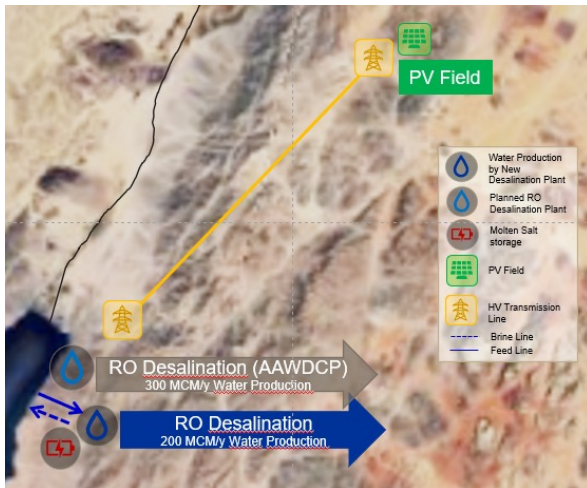 PV Field
Water Production
by New
Desalination Plant
Planned RO
Desalination Plant
Molten Salt
storage
PV Field
HV Transmission
Line
Brine Line
Feed Line
RO Desalination (AAWDCP)
300 MCM/y Water Production
RO Desalination
200 MCM/y Water Production